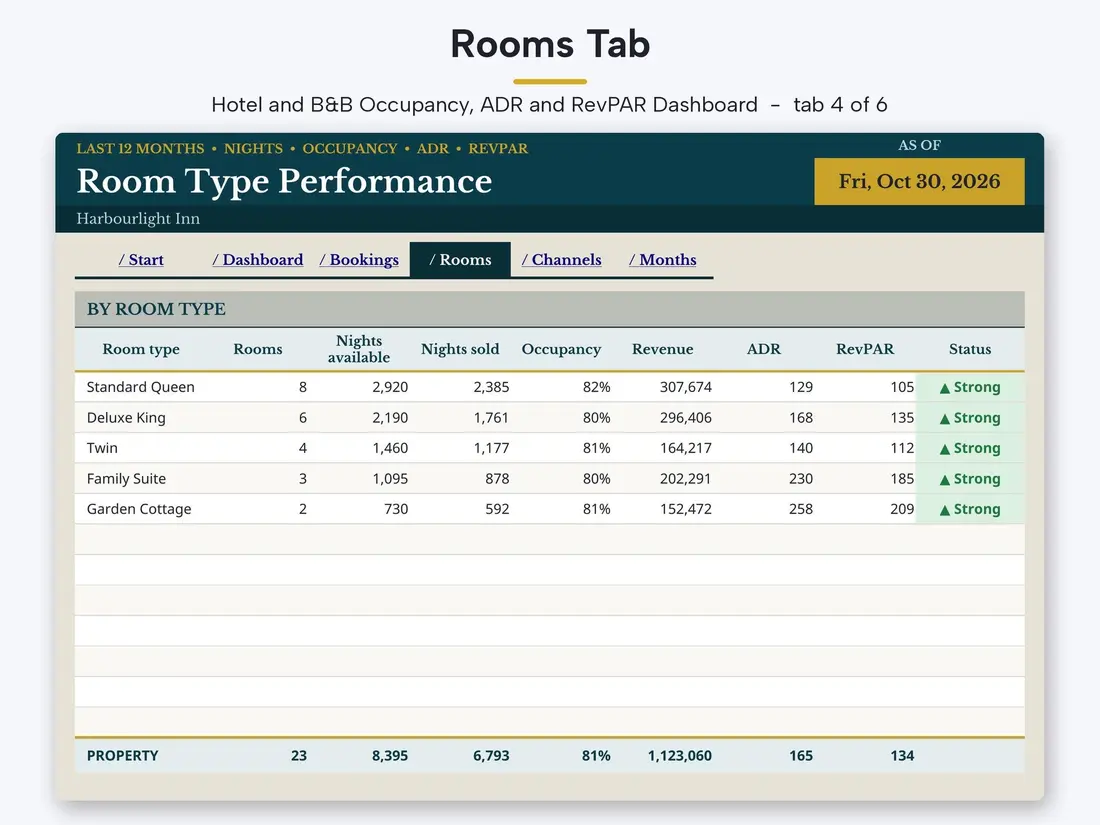 Rooms Tab
Hotel and B&B Occupancy, ADR and RevPAR Dashboard - tab 4 of 6
LAST 12 MONTHS • NIGHTS • OCCUPANCY • ADR • REVPAR
AS OF
Room Type Performance
Fri, Oct 30, 2026
Harbourlight Inn
/ Start / Dashboard / Bookings / Rooms / Channels / Months
BY ROOM TYPE
Room type Rooms Nights available Nights sold Occupancy Revenue ADR RevPAR Status
Standard Queen 8 2,920 2,385 82% 307,674 129 105 ▲ Strong
Deluxe King 6 2,190 1,761 80% 296,406 168 135 ▲ Strong
Twin 4 1,460 1,177 81% 164,217 140 112 ▲ Strong
Family Suite 3 1,095 878 80% 202,291 230 185 ▲ Strong
Garden Cottage 2 730 592 81% 152,472 258 209 ▲ Strong
PROPERTY 23 8,395 6,793 81% 1,123,060 165 134